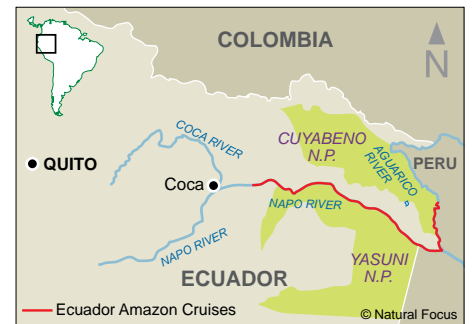 COLOMBIA
N
COCA RIVER
CUYABENO
N.P.
AGUARICO
RIVER
PERU
QUITO
Coca
NAPO RIVER
NAPO RIVER
YASUNI
N.P.
ECUADOR
Ecuador Amazon Cruises
© Natural Focus